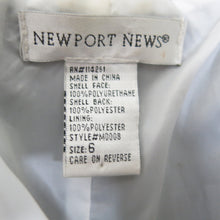 NEWPORT NEWS®
RN#114251
MADE IN CHINA
SHELL FACE:
100%POLYURETHANE
SHELL BACK:
100%POLYESTER
LINING:
100%POLYESTER
STYLE#M0008
SIZE: 6
CARE ON REVERSE